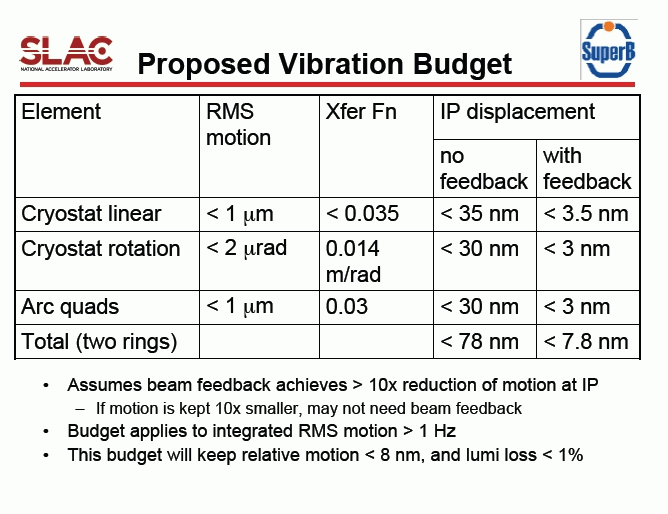 SLAC
NATIONAL ACCELERATOR LABORATORY
Proposed Vibration Budget
SuperB
Element
RMS
motion
Xfer Fn
IP displacement
no
feedback
with
feedback
Cryostat linear < 1 μm < 0.035 < 35 nm < 3.5 nm
Cryostat rotation < 2 μrad 0.014
m/rad
< 30 nm < 3 nm
Arc quads < 1 μm 0.03 < 30 nm < 3 nm
Total (two rings) < 78 nm < 7.8 nm
• Assumes beam feedback achieves > 10x reduction of motion at IP
– If motion is kept 10x smaller, may not need beam feedback
• Budget applies to integrated RMS motion > 1 Hz
• This budget will keep relative motion < 8 nm, and lumi loss < 1%